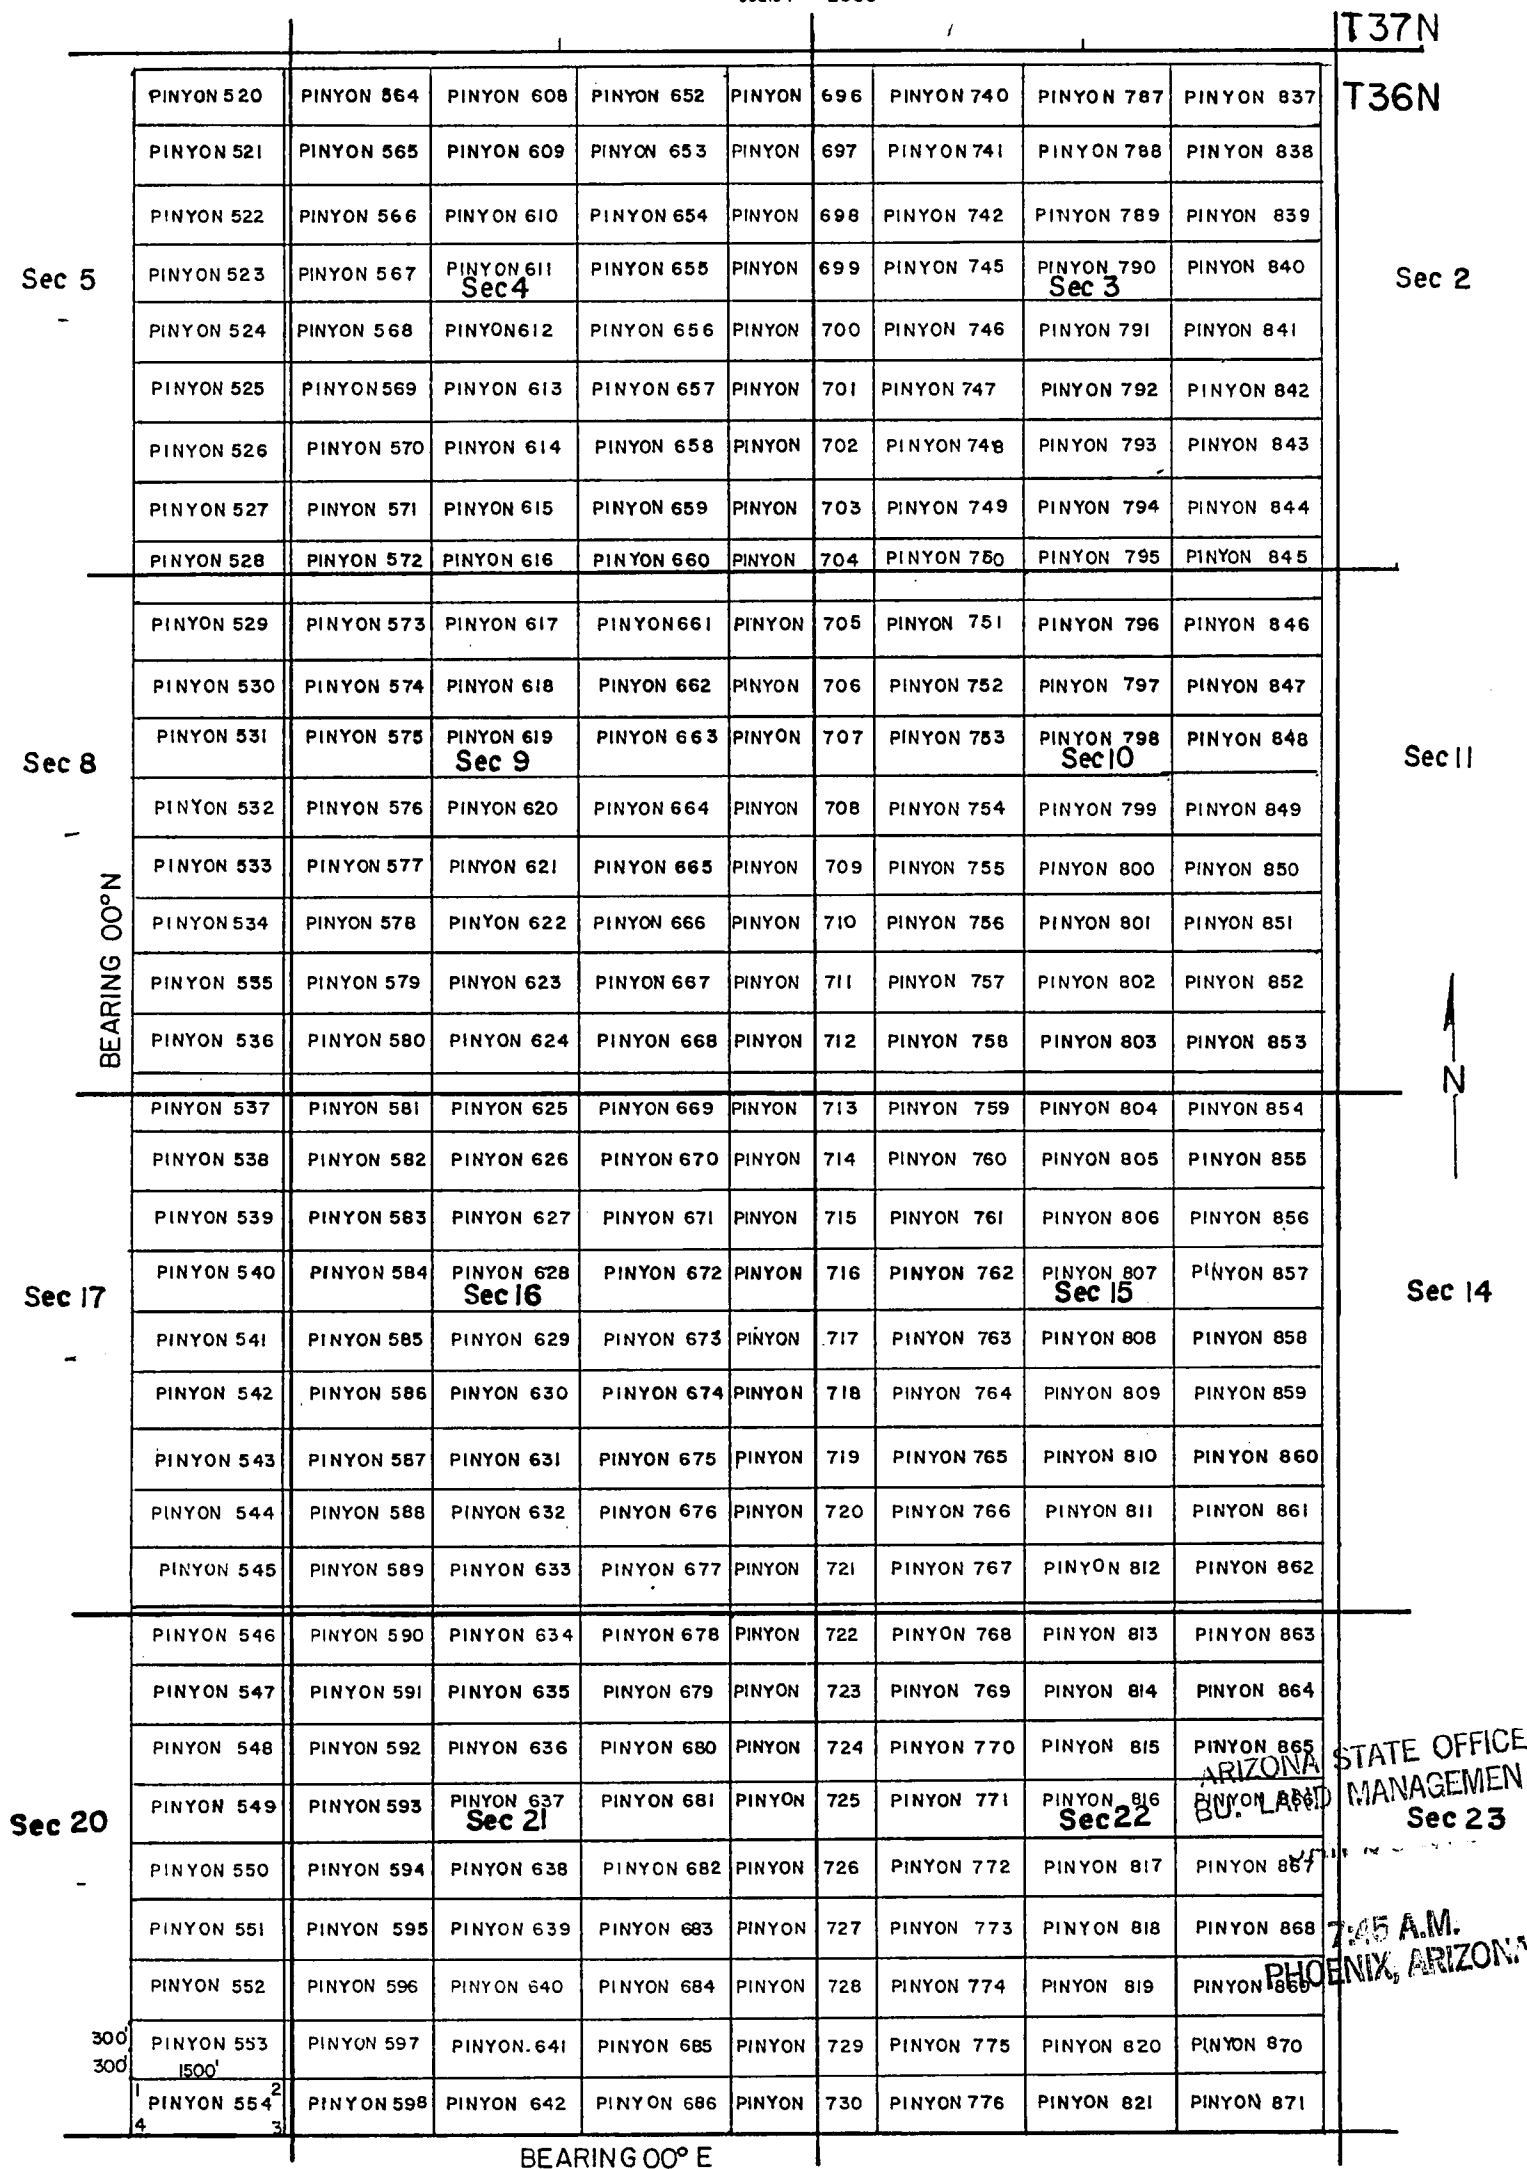 T37N
PINYON 520 PINYON 564 PINYON 608 PINYON 652 PINYON 696 PINYON 740 PINYON 787 PINYON 837 T36N
PINYON 521 PINYON 565 PINYON 609 PINYON 653 PINYON 697 PINYON 741 PINYON 788 PINYON 838
PINYON 522 PINYON 566 PINYON 610 PINYON 654 PINYON 698 PINYON 742 PINYON 789 PINYON 839
Sec 5 PINYON 523 PINYON 567 PINYON 611 PINYON 655 PINYON 699 PINYON 745 PINYON 790 PINYON 840 Sec 2
Sec 4 Sec 3
PINYON 524 PINYON 568 PINYON 612 PINYON 656 PINYON 700 PINYON 746 PINYON 791 PINYON 841
PINYON 525 PINYON 569 PINYON 613 PINYON 657 PINYON 701 PINYON 747 PINYON 792 PINYON 842
PINYON 526 PINYON 570 PINYON 614 PINYON 658 PINYON 702 PINYON 748 PINYON 793 PINYON 843
PINYON 527 PINYON 571 PINYON 615 PINYON 659 PINYON 703 PINYON 749 PINYON 794 PINYON 844
PINYON 528 PINYON 572 PINYON 616 PINYON 660 PINYON 704 PINYON 750 PINYON 795 PINYON 845
PINYON 529 PINYON 573 PINYON 617 PINYON 661 PINYON 705 PINYON 751 PINYON 796 PINYON 846
PINYON 530 PINYON 574 PINYON 618 PINYON 662 PINYON 706 PINYON 752 PINYON 797 PINYON 847
PINYON 531 PINYON 575 PINYON 619 PINYON 663 PINYON 707 PINYON 753 PINYON 798 PINYON 848
Sec 8 Sec 9 Sec 10 Sec 11
PINYON 532 PINYON 576 PINYON 620 PINYON 664 PINYON 708 PINYON 754 PINYON 799 PINYON 849
PINYON 533 PINYON 577 PINYON 621 PINYON 665 PINYON 709 PINYON 755 PINYON 800 PINYON 850
BEARING 00° N
PINYON 534 PINYON 578 PINYON 622 PINYON 666 PINYON 710 PINYON 756 PINYON 801 PINYON 851
PINYON 535 PINYON 579 PINYON 623 PINYON 667 PINYON 711 PINYON 757 PINYON 802 PINYON 852
PINYON 536 PINYON 580 PINYON 624 PINYON 668 PINYON 712 PINYON 758 PINYON 803 PINYON 853
N
PINYON 537 PINYON 581 PINYON 625 PINYON 669 PINYON 713 PINYON 759 PINYON 804 PINYON 854
PINYON 538 PINYON 582 PINYON 626 PINYON 670 PINYON 714 PINYON 760 PINYON 805 PINYON 855
PINYON 539 PINYON 583 PINYON 627 PINYON 671 PINYON 715 PINYON 761 PINYON 806 PINYON 856
PINYON 540 PINYON 584 PINYON 628 PINYON 672 PINYON 716 PINYON 762 PINYON 807 PINYON 857
Sec 17 Sec 16 Sec 15 Sec 14
PINYON 541 PINYON 585 PINYON 629 PINYON 673 PINYON 717 PINYON 763 PINYON 808 PINYON 858
PINYON 542 PINYON 586 PINYON 630 PINYON 674 PINYON 718 PINYON 764 PINYON 809 PINYON 859
PINYON 543 PINYON 587 PINYON 631 PINYON 675 PINYON 719 PINYON 765 PINYON 810 PINYON 860
PINYON 544 PINYON 588 PINYON 632 PINYON 676 PINYON 720 PINYON 766 PINYON 811 PINYON 861
PINYON 545 PINYON 589 PINYON 633 PINYON 677 PINYON 721 PINYON 767 PINYON 812 PINYON 862
PINYON 546 PINYON 590 PINYON 634 PINYON 678 PINYON 722 PINYON 768 PINYON 813 PINYON 863
PINYON 547 PINYON 591 PINYON 635 PINYON 679 PINYON 723 PINYON 769 PINYON 814 PINYON 864
PINYON 548 PINYON 592 PINYON 636 PINYON 680 PINYON 724 PINYON 770 PINYON 815 PINYON 865
ARIZONA STATE OFFICE
BU. LAND MANAGEMEN
PINYON 549 PINYON 593 PINYON 637 PINYON 681 PINYON 725 PINYON 771 PINYON 816 PINYON 866
Sec 20 Sec 21 Sec 22 Sec 23
PINYON 550 PINYON 594 PINYON 638 PINYON 682 PINYON 726 PINYON 772 PINYON 817 PINYON 867
PINYON 551 PINYON 595 PINYON 639 PINYON 683 PINYON 727 PINYON 773 PINYON 818 PINYON 868
7:45 A.M.
PHOENIX, ARIZONA
PINYON 552 PINYON 596 PINYON 640 PINYON 684 PINYON 728 PINYON 774 PINYON 819 PINYON 869
300' PINYON 553 PINYON 597 PINYON 641 PINYON 685 PINYON 729 PINYON 775 PINYON 820 PINYON 870
300' 1500'
1 2
PINYON 554 PINYON 598 PINYON 642 PINYON 686 PINYON 730 PINYON 776 PINYON 821 PINYON 871
4 3
BEARING 00° E